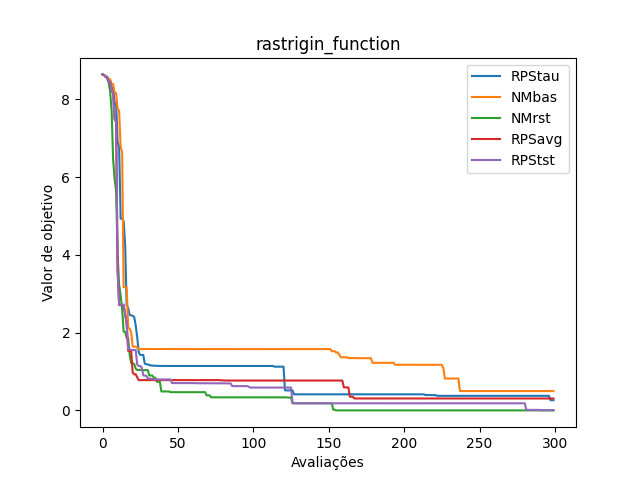 rastrigin_function
Valor de objetivo
8
6
4
2
0
RPStau
NMbas
NMrst
RPSavg
RPStst
0 50 100 150 200 250 300
Avaliações